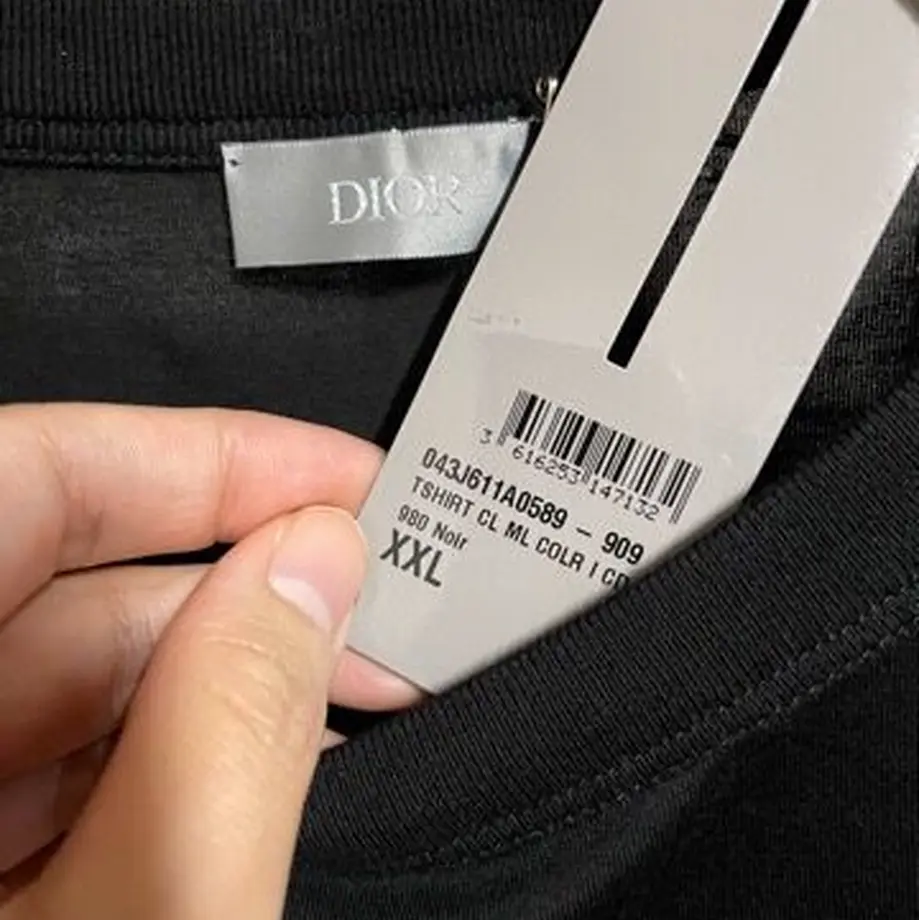 DIOR
3 616253 147132
043J611A0589 - 909
TSHIRT CL ML COLR I CD
980 Noir
XXL